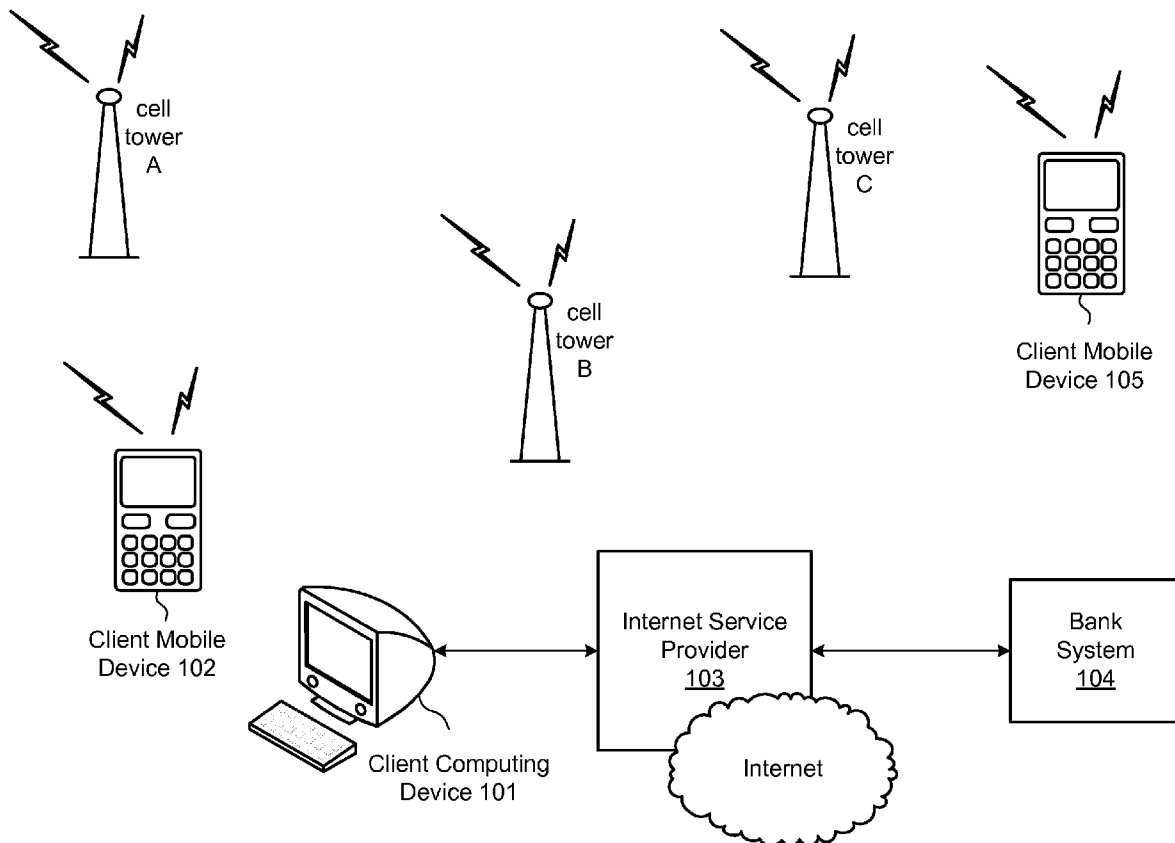 cell
tower
A
cell
tower
C
cell
tower
B
Client Mobile
Device 105
Client Mobile
Device 102
Internet Service
Provider
103
Bank
System
104
Client Computing
Device 101
Internet